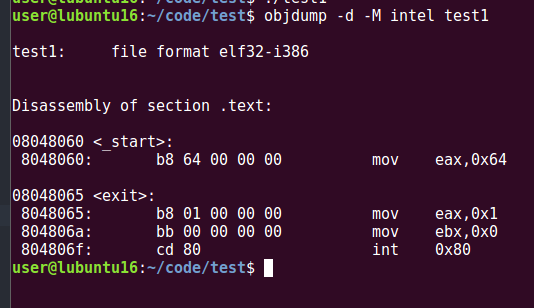 user@lubuntu16:~/code/test$ ./test1
user@lubuntu16:~/code/test$ objdump -d -M intel test1
test1:     file format elf32-i386
Disassembly of section .text:
08048060 <_start>:
 8048060:       b8 64 00 00 00          mov    eax,0x64
08048065 <exit>:
 8048065:       b8 01 00 00 00          mov    eax,0x1
 804806a:       bb 00 00 00 00          mov    ebx,0x0
 804806f:       cd 80                   int    0x80
user@lubuntu16:~/code/test$